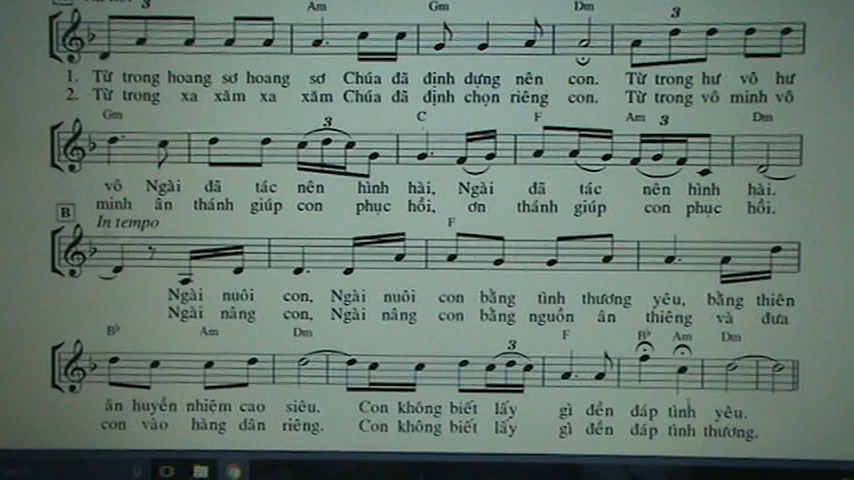 3
Am Gm Dm 3
1. Từ trong hoang sơ hoang sơ Chúa đã định dựng nên con. Từ trong hư vô hư
2. Từ trong xa xăm xa xăm Chúa đã định chọn riêng con. Từ trong vô minh vô
Gm 3 C F Am 3 Dm
vô Ngài đã tác nên hình hài, Ngài đã tác nên hình hài.
minh ân thánh giúp con phục hồi, ơn thánh giúp con phục hồi.
B
In tempo F
Ngài nuôi con, Ngài nuôi con bằng tình thương yêu, bằng thiên
Ngài nâng con, Ngài nâng con bằng nguồn ân thiêng và đưa
B♭ Am Dm 3 F B♭ Am Dm
ân huyền nhiệm cao siêu. Con không biết lấy gì đền đáp tình yêu.
con vào hàng dân riêng. Con không biết lấy gì đền đáp tình thương.